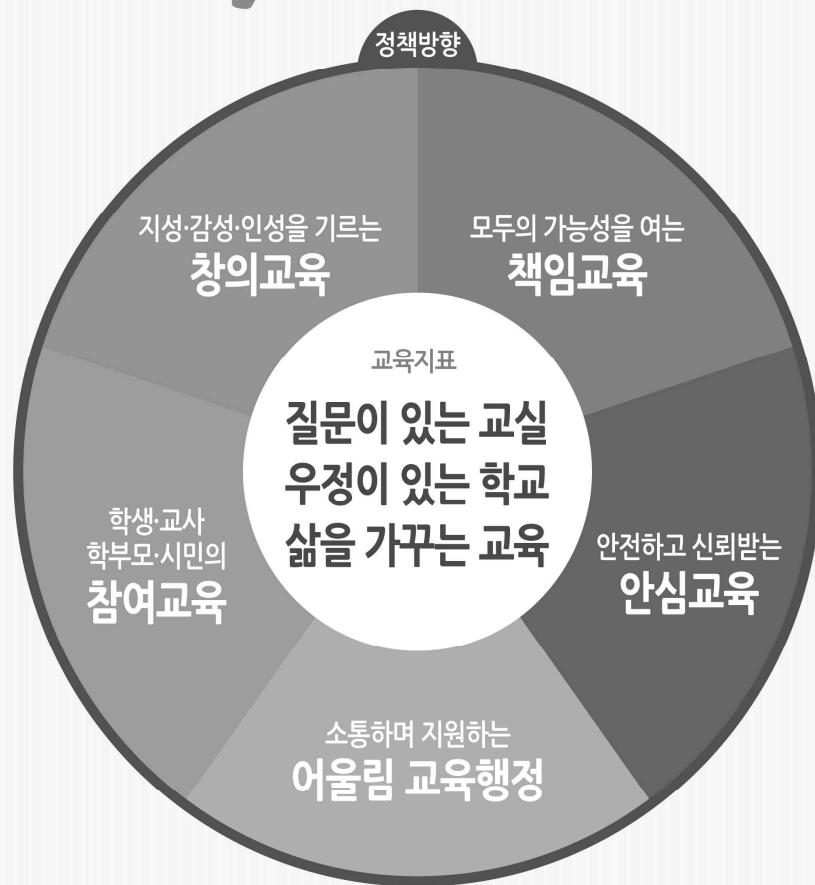 정책방향
지성·감성·인성을 기르는
창의교육
모두의 가능성을 여는
책임교육
교육지표
질문이 있는 교실
우정이 있는 학교
삶을 가꾸는 교육
학생·교사
학부모·시민의
참여교육
안전하고 신뢰받는
안심교육
소통하며 지원하는
어울림 교육행정